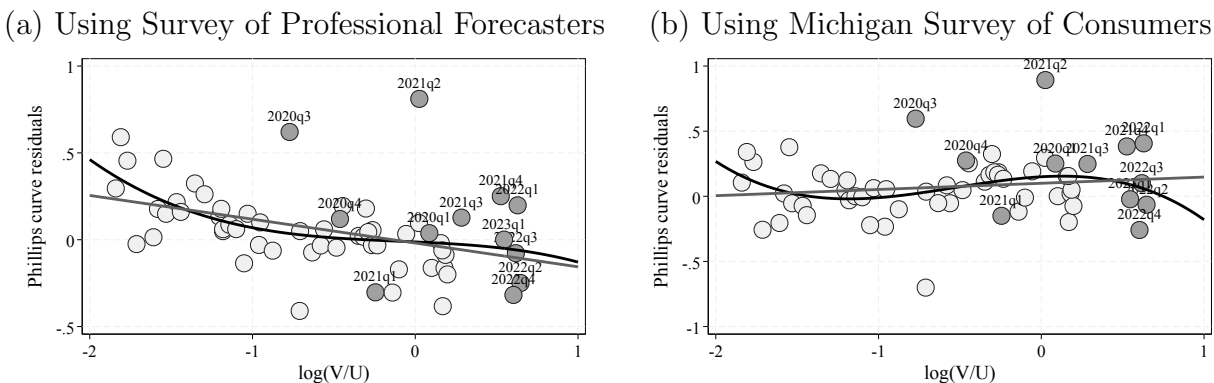 (a) Using Survey of Professional Forecasters
Phillips curve residuals
1
.5
0
-.5
-2
-1
0
1
log(V/U)
2021q2
2020q3
2021q4
2022q1
2020q4
2021q3
2020q1
2023q1
2022q3
2021q1
2022q2
2022q4
(b) Using Michigan Survey of Consumers
Phillips curve residuals
1
.5
0
-.5
-1
-2
-1
0
1
log(V/U)
2021q2
2020q3
2022q1
2021q4
2020q4
2020q1
2021q3
2022q3
2022q2
2021q1
2022q4